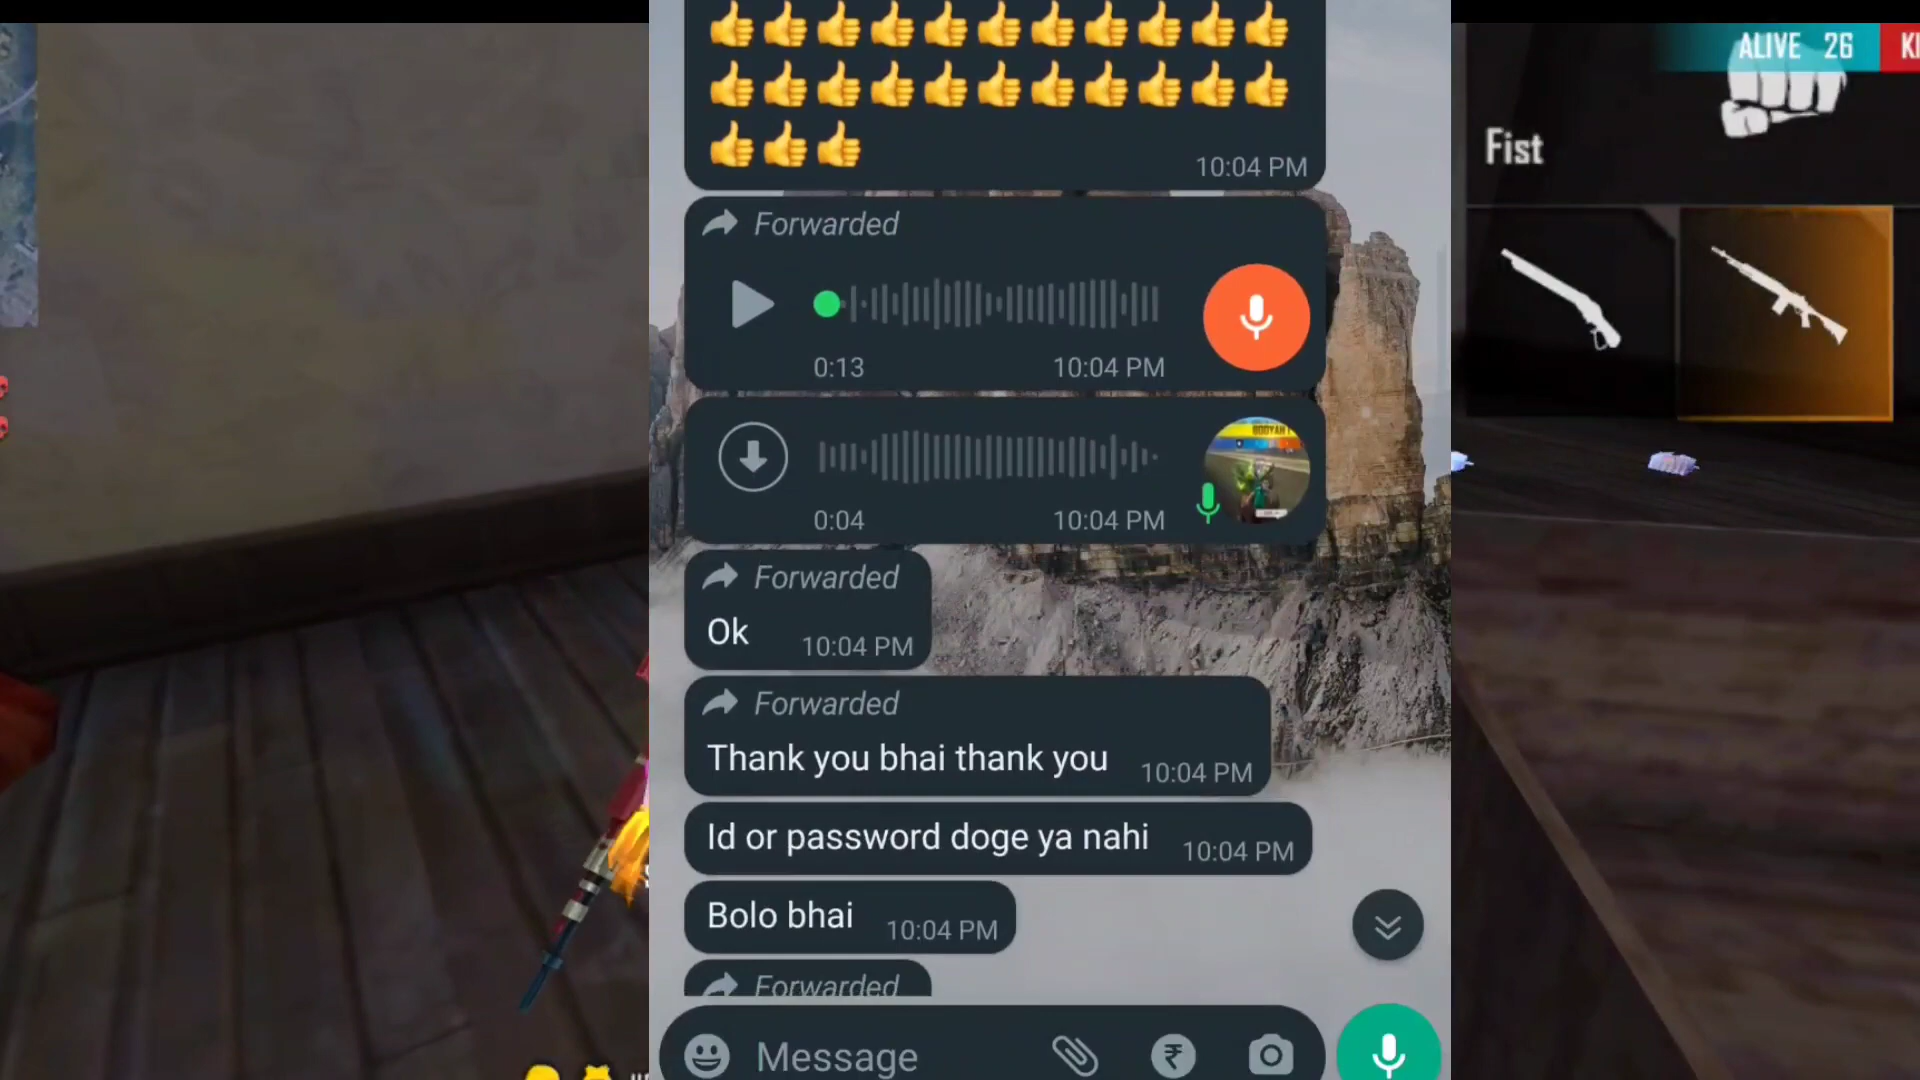 ALIVE 26
Fist
👍👍👍👍👍👍👍👍👍👍👍
👍👍👍👍👍👍👍👍👍👍👍
👍👍👍
10:04 PM
Forwarded
0:13 10:04 PM
BOOYAH
0:04 10:04 PM
Forwarded
Ok 10:04 PM
Forwarded
Thank you bhai thank you 10:04 PM
Id or password doge ya nahi 10:04 PM
Bolo bhai 10:04 PM
Forwarded
Message